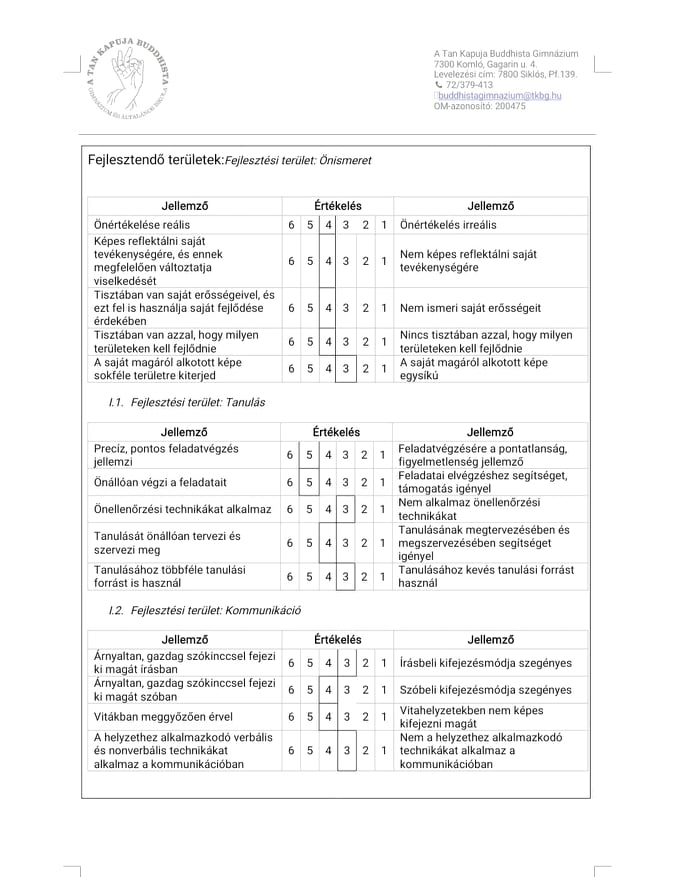 A TAN KAPUJA BUDDHISTA
GIMNÁZIUM ÉS ÁLTALÁNOS ISKOLA
A Tan Kapuja Buddhista Gimnázium
7300 Komló, Gagarin u. 4.
Levelezési cím: 7800 Siklós, Pf.139.
72/379-413
buddhistagimnazium@tkbg.hu
OM-azonosító: 200475
Fejlesztendő területek:Fejlesztési terület: Önismeret
Jellemző Értékelés Jellemző
Önértékelése reális 6 5 4 3 2 1 Önértékelés irreális
Képes reflektálni saját
tevékenységére, és ennek
megfelelően változtatja
viselkedését
6 5 4 3 2 1
Nem képes reflektálni saját
tevékenységére
Tisztában van saját erősségeivel, és
ezt fel is használja saját fejlődése
érdekében
6 5 4 3 2 1
Nem ismeri saját erősségeit
Tisztában van azzal, hogy milyen
területeken kell fejlődnie
6 5 4 3 2 1
Nincs tisztában azzal, hogy milyen
területeken kell fejlődnie
A saját magáról alkotott képe
sokféle területre kiterjed
6 5 4 3 2 1
A saját magáról alkotott képe
egysíkú
I.1. Fejlesztési terület: Tanulás
Jellemző Értékelés Jellemző
Precíz, pontos feladatvégzés
jellemzi
6 5 4 3 2 1
Feladatvégzésére a pontatlanság,
figyelmetlenség jellemző
Önállóan végzi a feladatait
6 5 4 3 2 1
Feladatai elvégzéshez segítséget,
támogatás igényel
Önellenőrzési technikákat alkalmaz
6 5 4 3 2 1
Nem alkalmaz önellenőrzési
technikákat
Tanulását önállóan tervezi és
szervezi meg
6 5 4 3 2 1
Tanulásának megtervezésében és
megszervezésében segítséget
igényel
Tanulásához többféle tanulási
forrást is használ
6 5 4 3 2 1
Tanulásához kevés tanulási forrást
használ
I.2. Fejlesztési terület: Kommunikáció
Jellemző Értékelés Jellemző
Árnyaltan, gazdag szókinccsel fejezi
ki magát írásban
6 5 4 3 2 1
Írásbeli kifejezésmódja szegényes
Árnyaltan, gazdag szókinccsel fejezi
ki magát szóban
6 5 4 3 2 1
Szóbeli kifejezésmódja szegényes
Vitákban meggyőzően érvel
6 5 4 3 2 1
Vitahelyzetekben nem képes
kifejezni magát
A helyzethez alkalmazkodó verbális
és nonverbális technikákat
alkalmaz a kommunikációban
6 5 4 3 2 1
Nem a helyzethez alkalmazkodó
technikákat alkalmaz a
kommunikációban